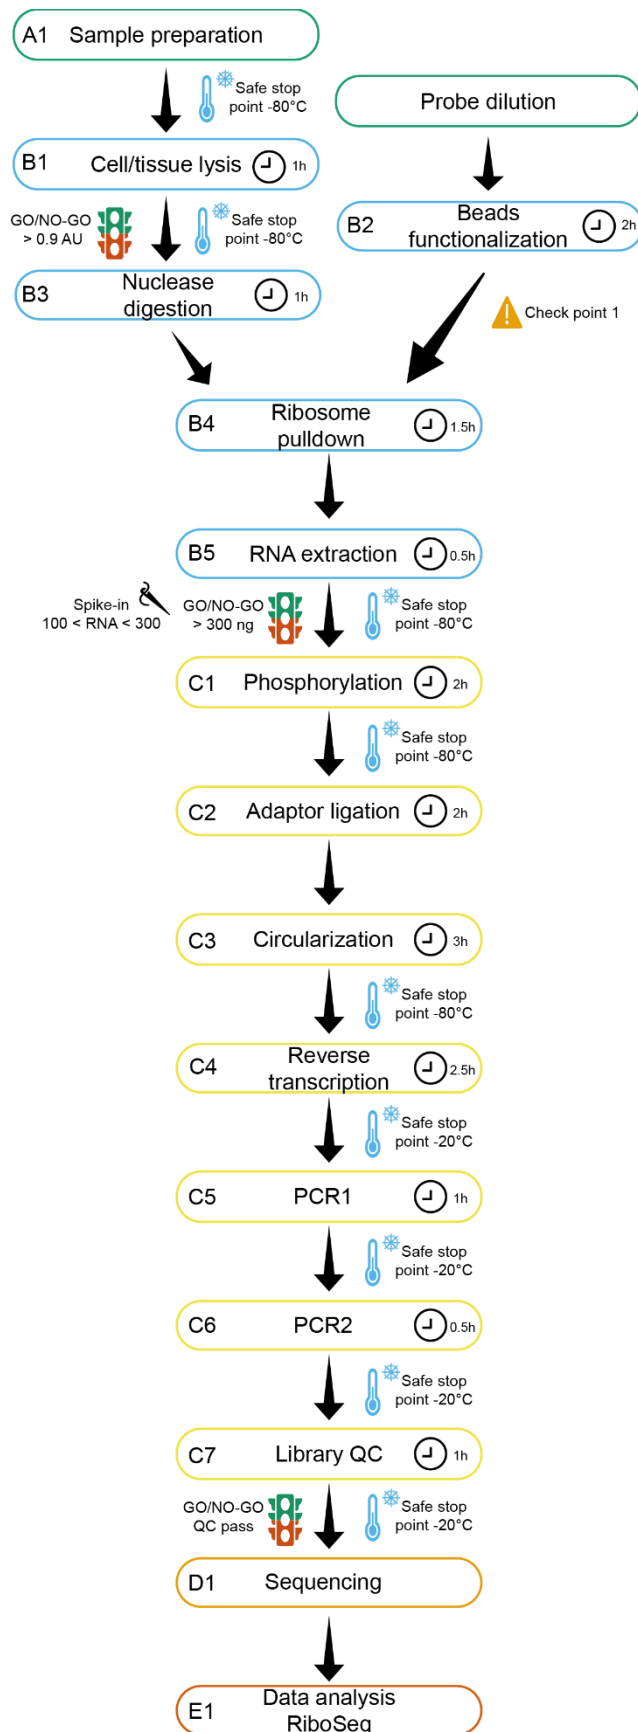 A1 Sample preparation
Safe stop
point -80°C
Probe dilution
B1 Cell/tissue lysis 1h
GO/NO-GO
> 0.9 AU
Safe stop
point -80°C
B2 Beads
functionalization 2h
B3 Nuclease
digestion 1h
Check point 1
B4 Ribosome
pulldown 1.5h
B5 RNA extraction 0.5h
Spike-in
100 < RNA < 300
GO/NO-GO
> 300 ng
Safe stop
point -80°C
C1 Phosphorylation 2h
Safe stop
point -80°C
C2 Adaptor ligation 2h
C3 Circularization 3h
Safe stop
point -80°C
C4 Reverse
transcription 2.5h
Safe stop
point -20°C
C5 PCR1 1h
Safe stop
point -20°C
C6 PCR2 0.5h
Safe stop
point -20°C
C7 Library QC 1h
GO/NO-GO
QC pass
Safe stop
point -20°C
D1 Sequencing
E1 Data analysis
RiboSeq